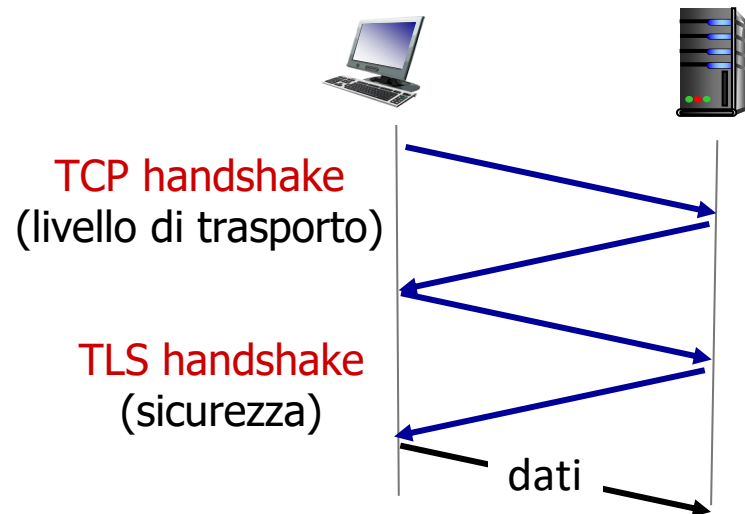 TCP handshake
(livello di trasporto)
TLS handshake
(sicurezza)
dati